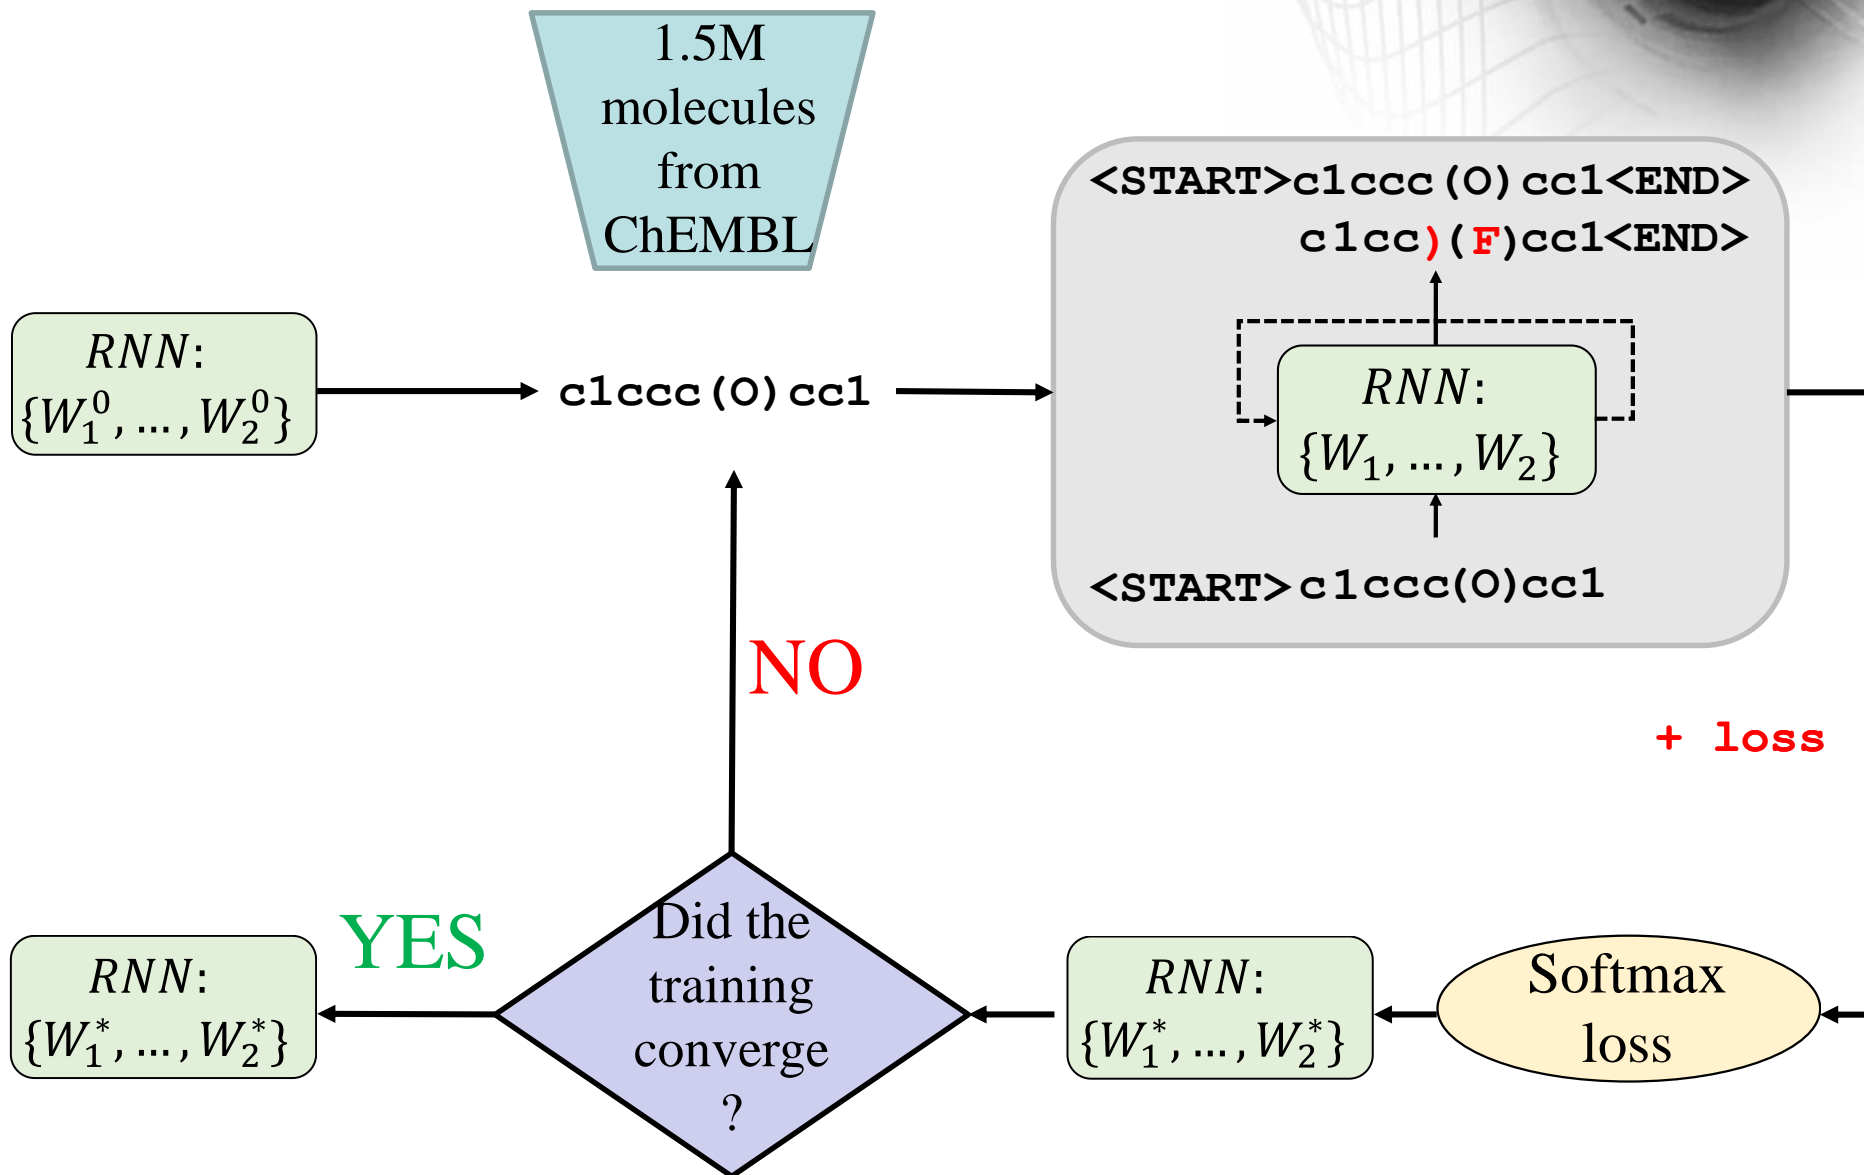 1.5M
molecules
from
ChEMBL
RNN:
{W₁⁰, …, W₂⁰}
c1ccc(O)cc1
<START>c1ccc(O)cc1<END>
c1cc)(F)cc1<END>
RNN:
{W₁, …, W₂}
<START>c1ccc(O)cc1
NO
+ loss
Softmax
loss
RNN:
{W₁*, …, W₂*}
Did the
training
converge
?
YES
RNN:
{W₁*, …, W₂*}